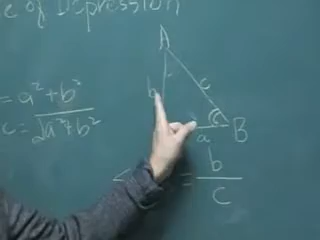 e of Depression
A
b
c
= a² + b²
c = √a² + b²
a
B
= b
c